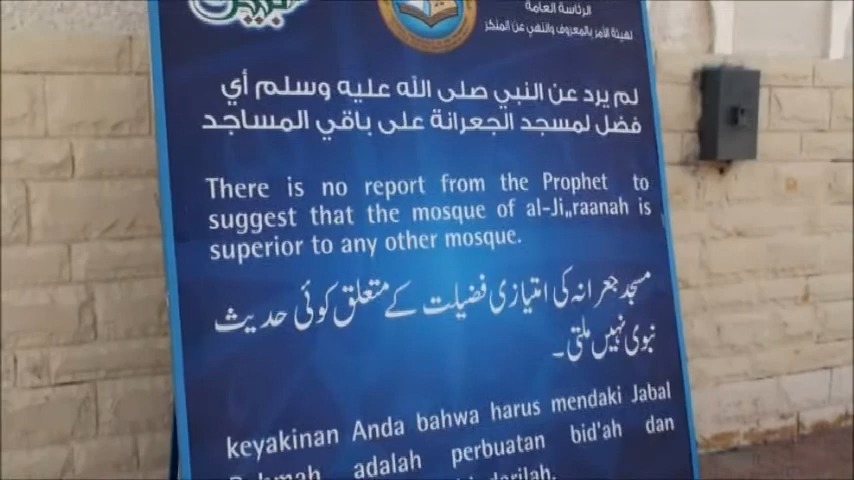 الرئاسة العامة
لهيئة الأمر بالمعروف والنهي عن المنكر
لم يرد عن النبي صلى الله عليه وسلم أي
فضل لمسجد الجعرانة على باقي المساجد
There is no report from the Prophet to
suggest that the mosque of al-Ji„raanah is
superior to any other mosque.
مسجد جعرانہ کی امتیازی فضیلت کے متعلق کوئی حدیث
نبوی نہیں ملتی۔
keyakinan Anda bahwa harus mendaki Jabal
adalah perbuatan bid'ah dan